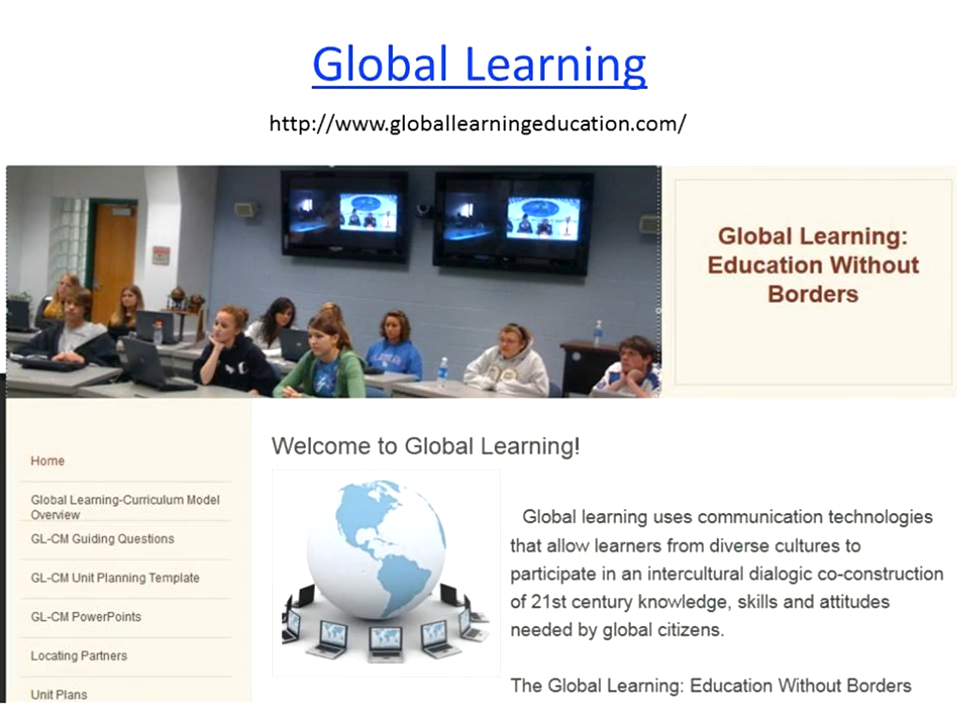 Global Learning
http://www.globallearningeducation.com/
Global Learning:
Education Without
Borders
Home
Global Learning-Curriculum Model
Overview
GL-CM Guiding Questions
GL-CM Unit Planning Template
GL-CM PowerPoints
Locating Partners
Unit Plans
Welcome to Global Learning!
Global learning uses communication technologies
that allow learners from diverse cultures to
participate in an intercultural dialogic co-construction
of 21st century knowledge, skills and attitudes
needed by global citizens.
The Global Learning: Education Without Borders